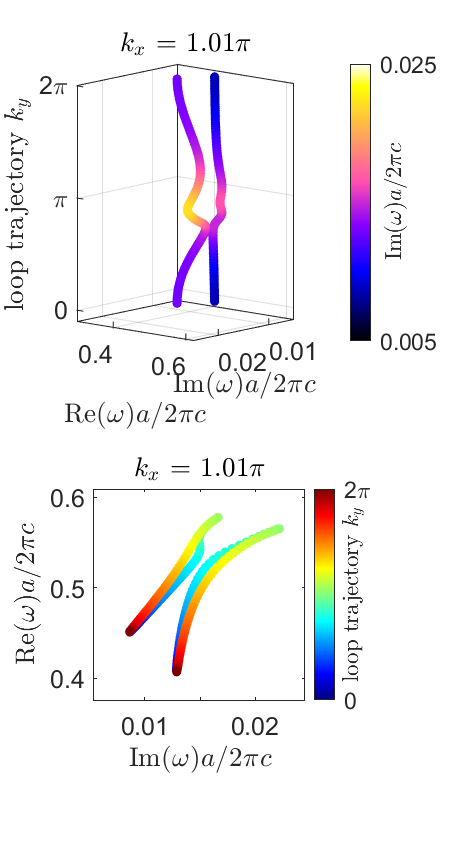 k_x = 1.01π
2π
π
0
loop trajectory k_y
0.4
0.6
0.02
0.01
Im(ω)a/2πc
Re(ω)a/2πc
0.025
0.005
Im(ω)a/2πc
k_x = 1.01π
0.6
0.5
0.4
Re(ω)a/2πc
0.01
0.02
Im(ω)a/2πc
2π
0
loop trajectory k_y